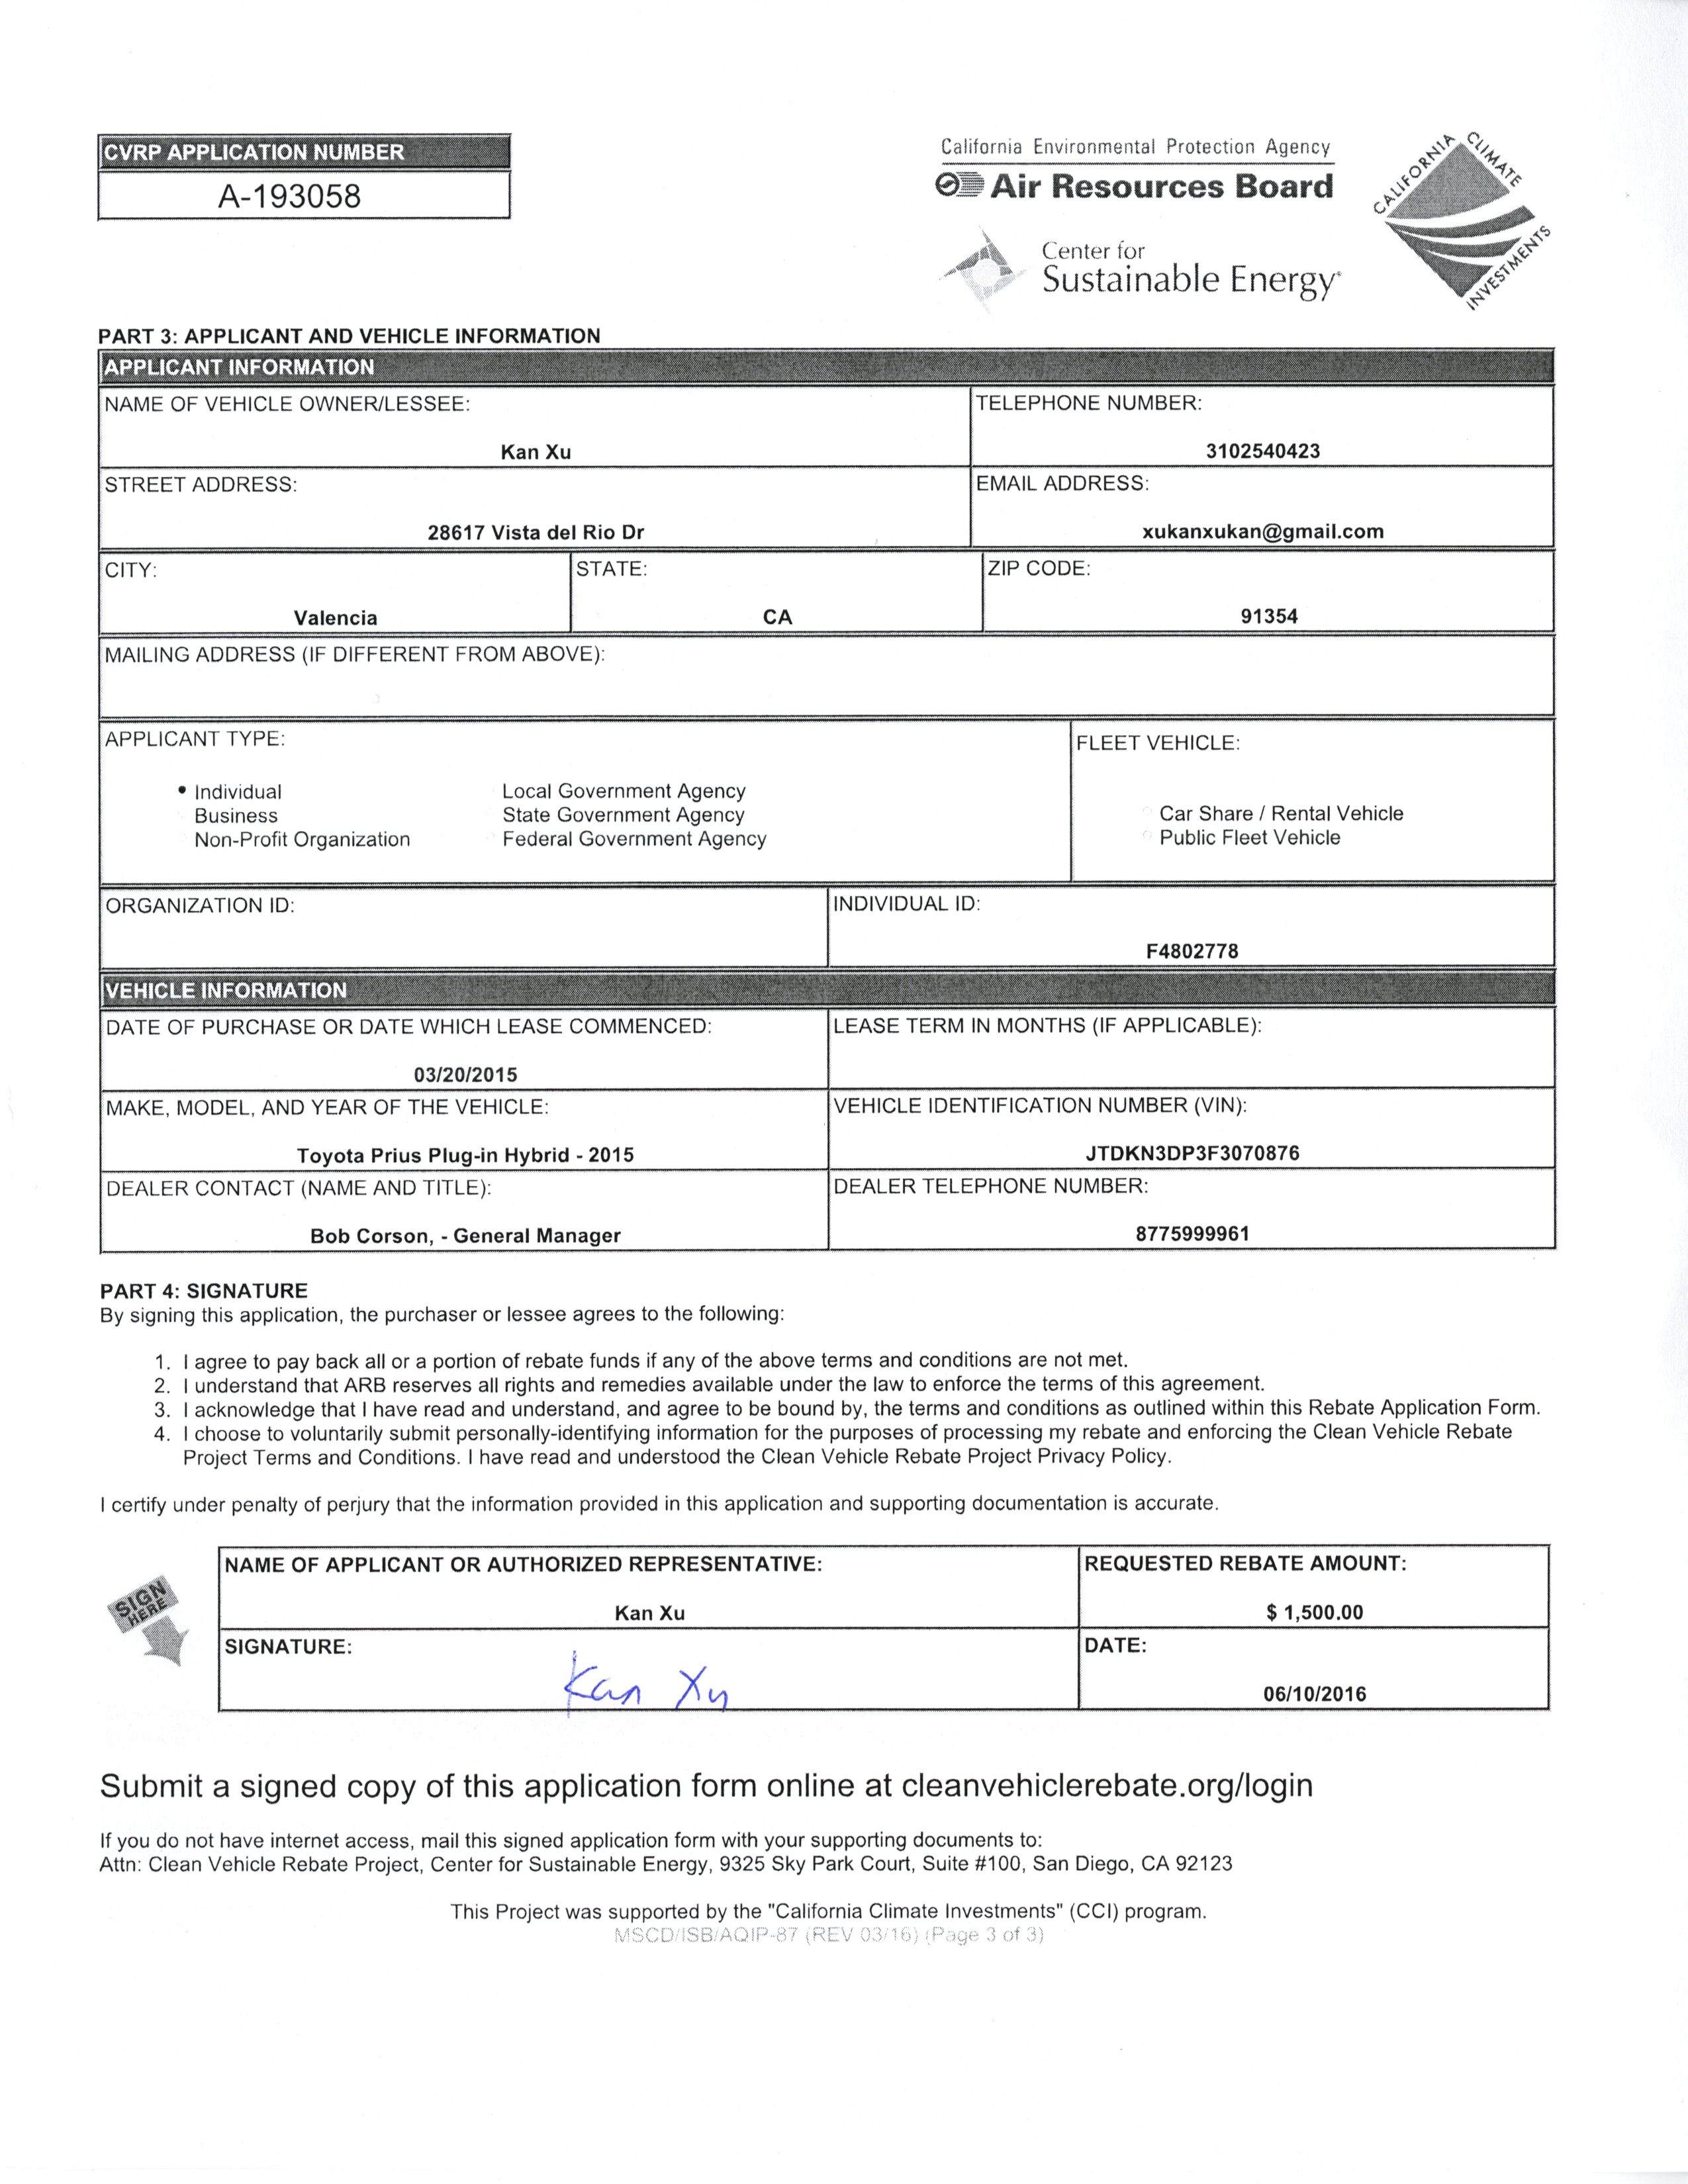 CVRP APPLICATION NUMBER
A-193058
California Environmental Protection Agency
Air Resources Board
Center for
Sustainable Energy
CALIFORNIA CLIMATE INVESTMENTS
PART 3: APPLICANT AND VEHICLE INFORMATION
APPLICANT INFORMATION
NAME OF VEHICLE OWNER/LESSEE:
Kan Xu
TELEPHONE NUMBER:
3102540423
STREET ADDRESS:
28617 Vista del Rio Dr
EMAIL ADDRESS:
xukanxukan@gmail.com
CITY:
Valencia
STATE:
CA
ZIP CODE:
91354
MAILING ADDRESS (IF DIFFERENT FROM ABOVE):
APPLICANT TYPE:
• Individual
Business
Non-Profit Organization
Local Government Agency
State Government Agency
Federal Government Agency
FLEET VEHICLE:
Car Share / Rental Vehicle
Public Fleet Vehicle
ORGANIZATION ID:
INDIVIDUAL ID:
F4802778
VEHICLE INFORMATION
DATE OF PURCHASE OR DATE WHICH LEASE COMMENCED:
03/20/2015
LEASE TERM IN MONTHS (IF APPLICABLE):
MAKE, MODEL, AND YEAR OF THE VEHICLE:
Toyota Prius Plug-in Hybrid - 2015
VEHICLE IDENTIFICATION NUMBER (VIN):
JTDKN3DP3F3070876
DEALER CONTACT (NAME AND TITLE):
Bob Corson, - General Manager
DEALER TELEPHONE NUMBER:
8775999961
PART 4: SIGNATURE
By signing this application, the purchaser or lessee agrees to the following:
1. I agree to pay back all or a portion of rebate funds if any of the above terms and conditions are not met.
2. I understand that ARB reserves all rights and remedies available under the law to enforce the terms of this agreement.
3. I acknowledge that I have read and understand, and agree to be bound by, the terms and conditions as outlined within this Rebate Application Form.
4. I choose to voluntarily submit personally-identifying information for the purposes of processing my rebate and enforcing the Clean Vehicle Rebate
Project Terms and Conditions. I have read and understood the Clean Vehicle Rebate Project Privacy Policy.
I certify under penalty of perjury that the information provided in this application and supporting documentation is accurate.
SIGN
HERE
NAME OF APPLICANT OR AUTHORIZED REPRESENTATIVE:
Kan Xu
REQUESTED REBATE AMOUNT:
$ 1,500.00
SIGNATURE:
Kan Xu
DATE:
06/10/2016
Submit a signed copy of this application form online at cleanvehiclerebate.org/login
If you do not have internet access, mail this signed application form with your supporting documents to:
Attn: Clean Vehicle Rebate Project, Center for Sustainable Energy, 9325 Sky Park Court, Suite #100, San Diego, CA 92123
This Project was supported by the "California Climate Investments" (CCI) program.
MSCD/ISB/AQIP-87 (REV 03/16) (Page 3 of 3)